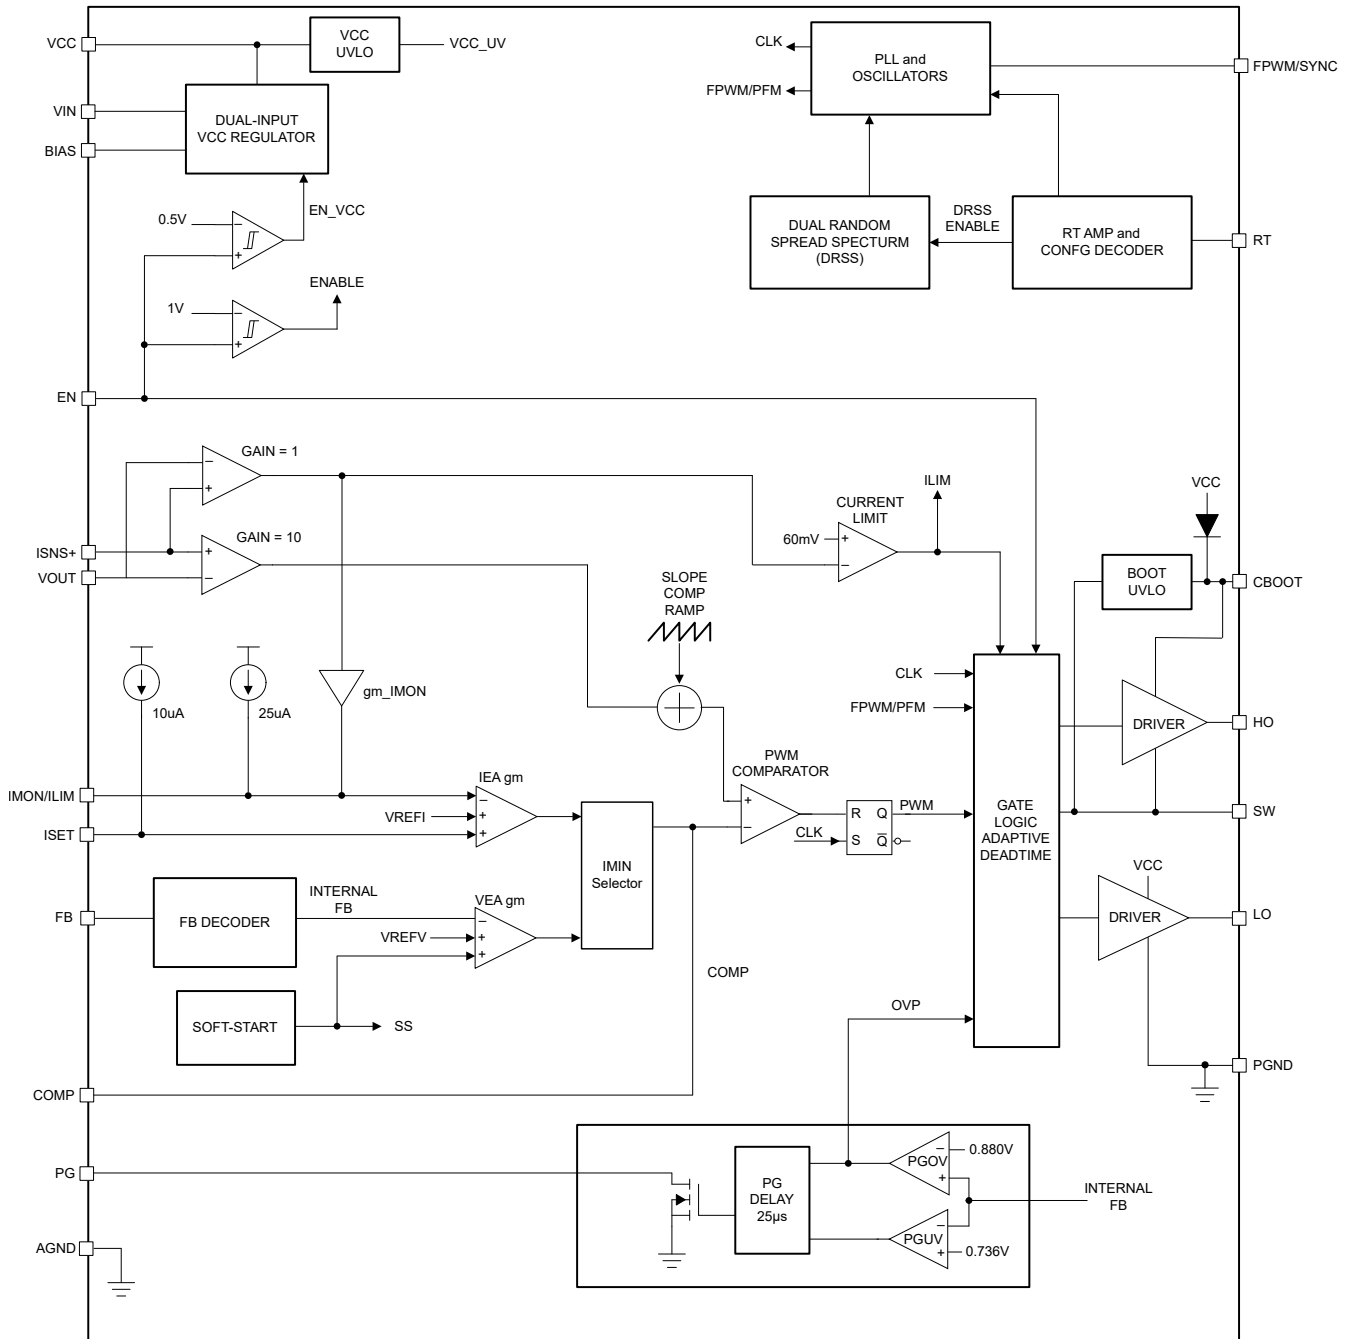 VCC
VCC
UVLO
VCC_UV
CLK
PLL and
OSCILLATORS
FPWM/SYNC
FPWM/PFM
VIN
DUAL-INPUT
VCC REGULATOR
BIAS
EN_VCC
0.5V
−
+
DUAL RANDOM
SPREAD SPECTURM
(DRSS)
DRSS
ENABLE
RT AMP and
CONFG DECODER
RT
ENABLE
1V
−
+
EN
GAIN = 1
−
+
ISNS+
VOUT
GAIN = 10
+
−
ILIM
CURRENT
LIMIT
60mV
+
−
VCC
BOOT
UVLO
CBOOT
SLOPE
COMP
RAMP
10uA
25uA
gm_IMON
CLK
FPWM/PFM
DRIVER
HO
IMON/ILIM
ISET
IEA gm
−
VREFI
+
+
PWM
COMPARATOR
+
−
R
Q
S
Q
CLK
PWM
GATE
LOGIC
ADAPTIVE
DEADTIME
SW
IMIN
Selector
VCC
DRIVER
LO
FB
FB DECODER
INTERNAL
FB
VEA gm
−
VREFV
+
+
COMP
SOFT-START
SS
OVP
PGND
COMP
PG
PG
DELAY
25µs
PGOV
−
+
0.880V
INTERNAL
FB
PGUV
−
+
0.736V
AGND